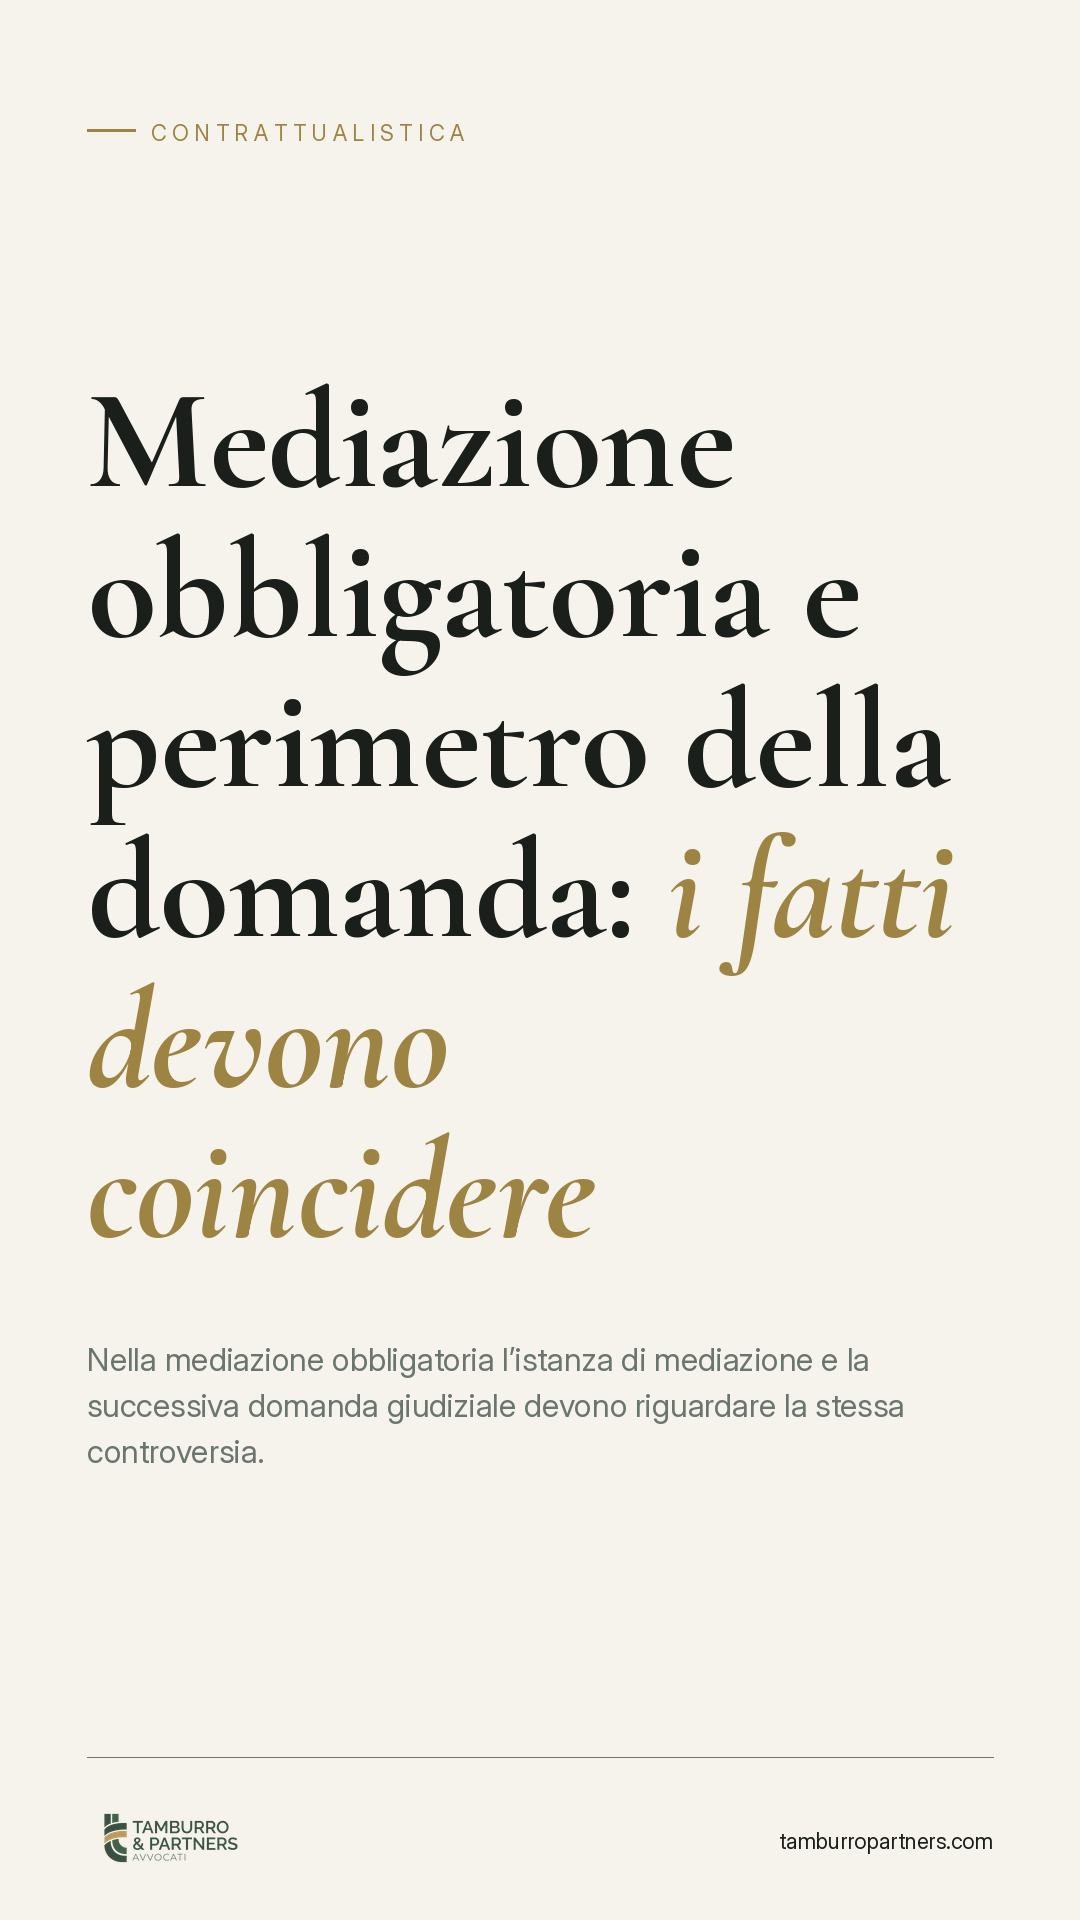 CONTRATTUALISTICA
Mediazione
obbligatoria e
perimetro della
domanda: i fatti
devono
coincidere
Nella mediazione obbligatoria l’istanza di mediazione e la
successiva domanda giudiziale devono riguardare la stessa
controversia.
TAMBURRO
& PARTNERS
AVVOCATI
tamburropartners.com